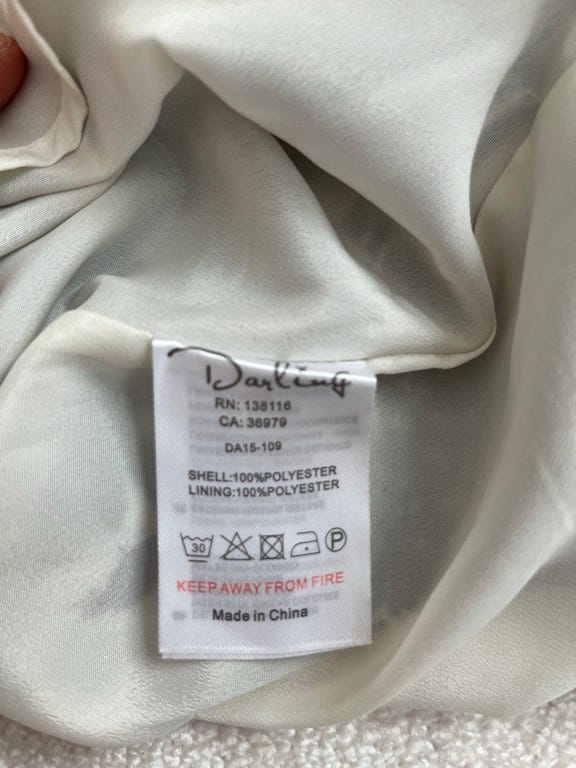 Darling
RN: 138116
CA: 36979
DA15-109
SHELL:100%POLYESTER
LINING:100%POLYESTER
30 P
KEEP AWAY FROM FIRE
Made in China